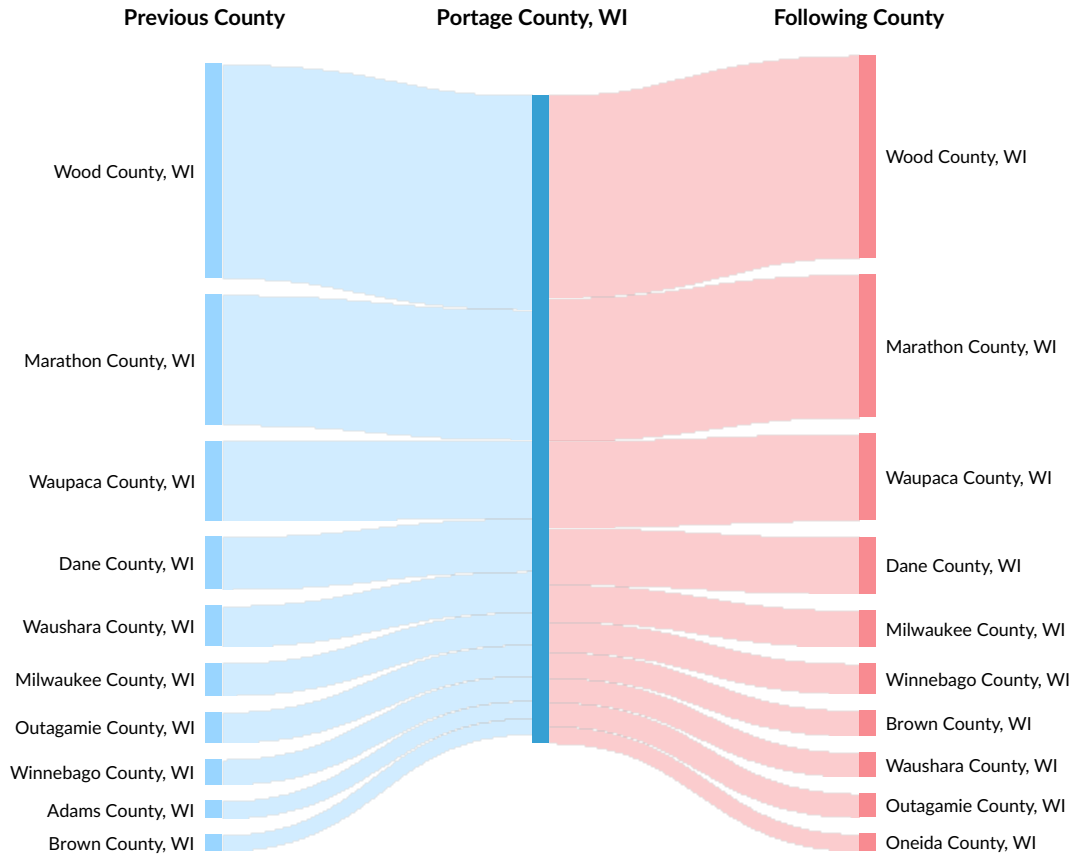 Previous County
Portage County, WI
Following County
Wood County, WI
Marathon County, WI
Waupaca County, WI
Dane County, WI
Waushara County, WI
Milwaukee County, WI
Outagamie County, WI
Winnebago County, WI
Adams County, WI
Brown County, WI
Wood County, WI
Marathon County, WI
Waupaca County, WI
Dane County, WI
Milwaukee County, WI
Winnebago County, WI
Brown County, WI
Waushara County, WI
Outagamie County, WI
Oneida County, WI